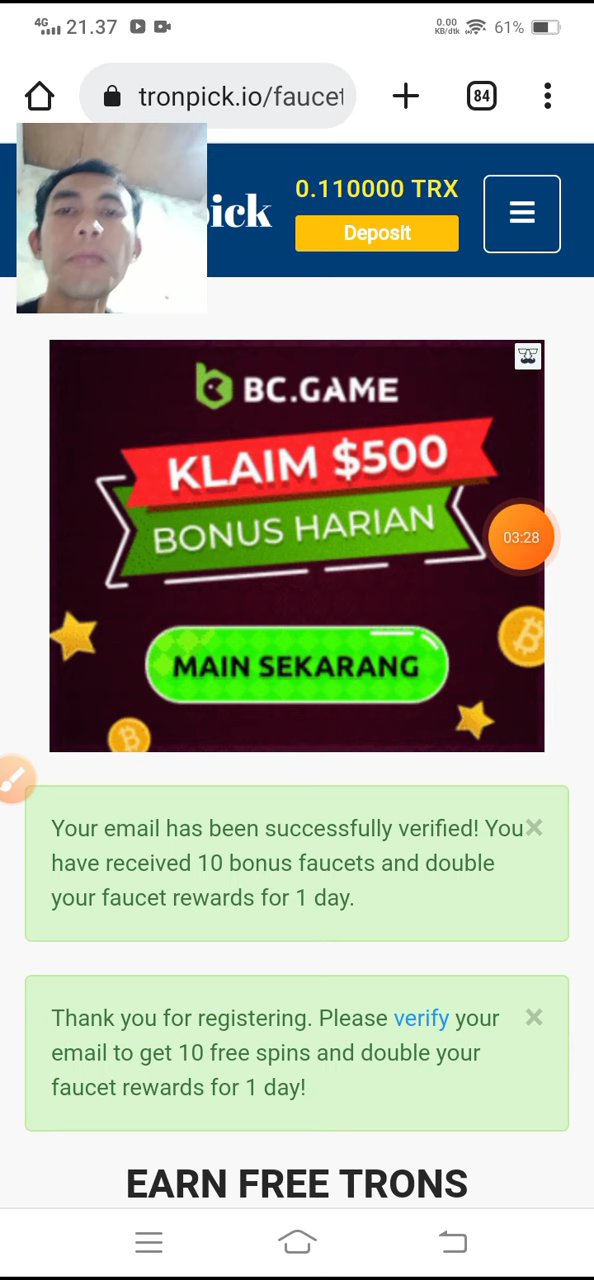 4G 21.37 0.00 KB/dtk 61%
tronpick.io/faucet
84
0.110000 TRX
ick
Deposit
BC.GAME
KLAIM $500
BONUS HARIAN
03:28
MAIN SEKARANG
Your email has been successfully verified! You
have received 10 bonus faucets and double
your faucet rewards for 1 day.
Thank you for registering. Please verify your
email to get 10 free spins and double your
faucet rewards for 1 day!
EARN FREE TRONS